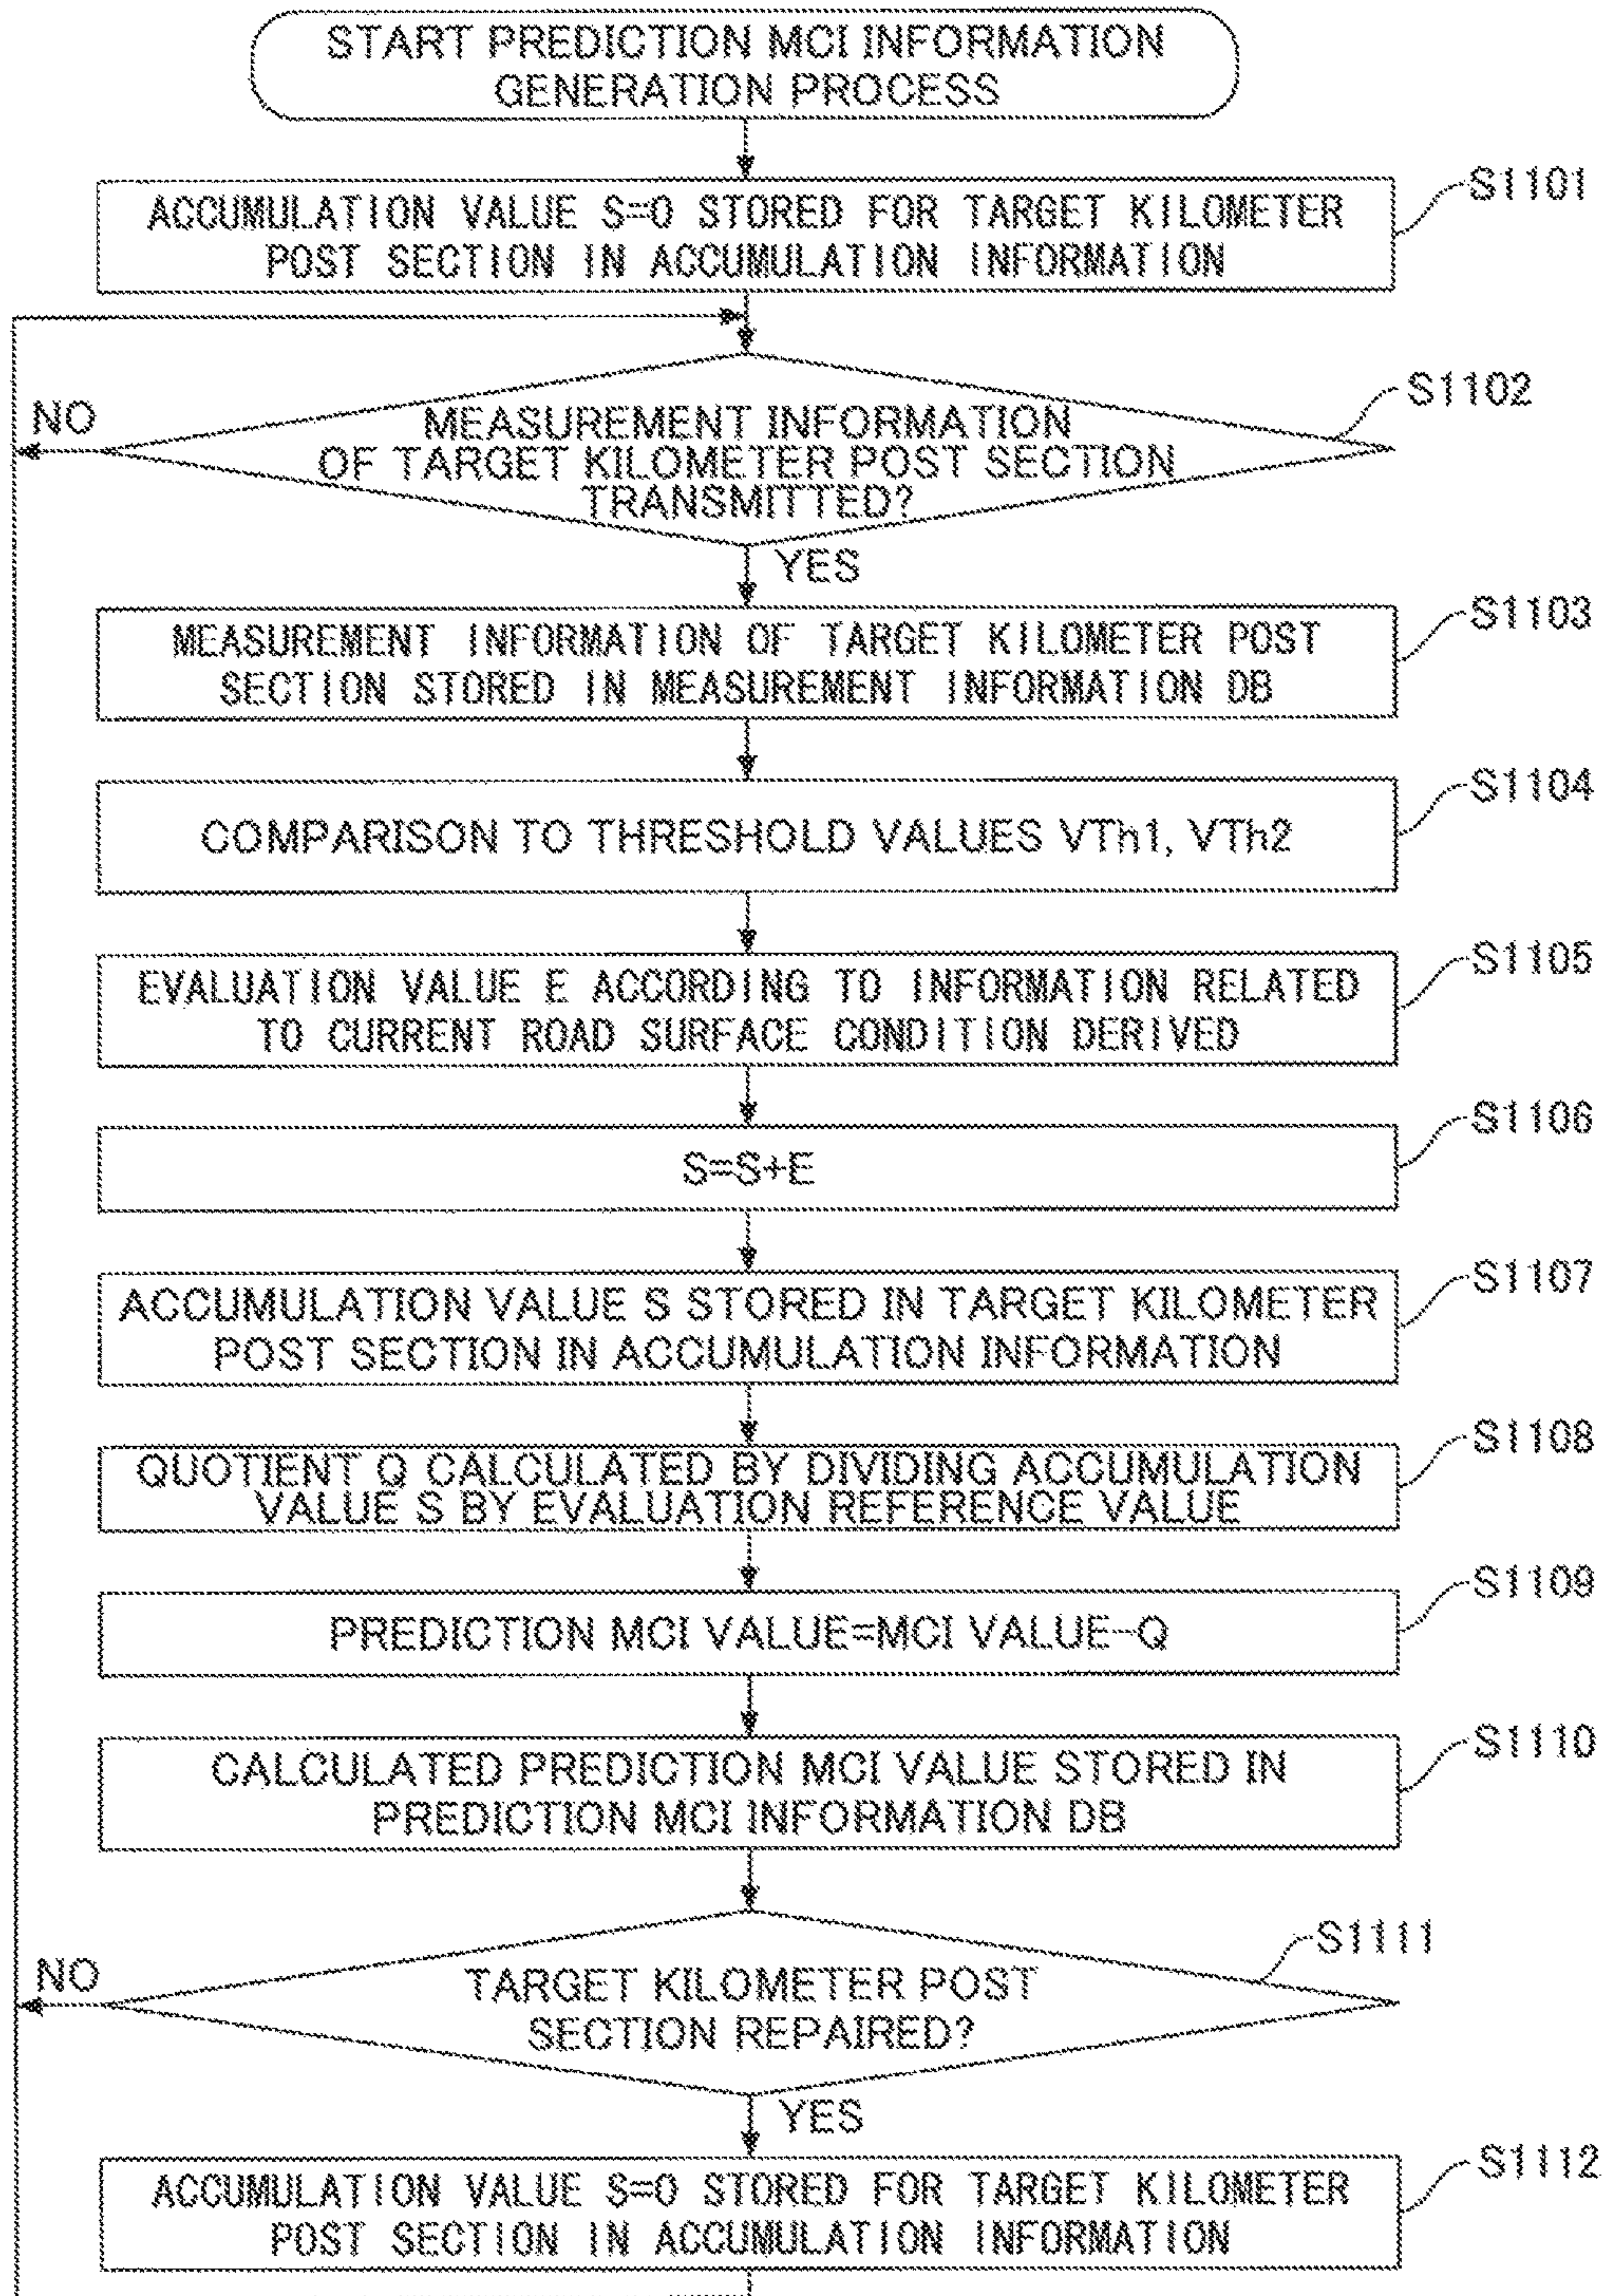 START PREDICTION MCI INFORMATION
GENERATION PROCESS
S1101
ACCUMULATION VALUE S=0 STORED FOR TARGET KILOMETER
POST SECTION IN ACCUMULATION INFORMATION
S1102
NO
MEASUREMENT INFORMATION
OF TARGET KILOMETER POST SECTION
TRANSMITTED?
YES
S1103
MEASUREMENT INFORMATION OF TARGET KILOMETER POST
SECTION STORED IN MEASUREMENT INFORMATION DB
S1104
COMPARISON TO THRESHOLD VALUES VTh1, VTh2
S1105
EVALUATION VALUE E ACCORDING TO INFORMATION RELATED
TO CURRENT ROAD SURFACE CONDITION DERIVED
S1106
S=S+E
S1107
ACCUMULATION VALUE S STORED IN TARGET KILOMETER
POST SECTION IN ACCUMULATION INFORMATION
S1108
QUOTIENT Q CALCULATED BY DIVIDING ACCUMULATION
VALUE S BY EVALUATION REFERENCE VALUE
S1109
PREDICTION MCI VALUE=MCI VALUE-Q
S1110
CALCULATED PREDICTION MCI VALUE STORED IN
PREDICTION MCI INFORMATION DB
S1111
NO
TARGET KILOMETER POST
SECTION REPAIRED?
YES
S1112
ACCUMULATION VALUE S=0 STORED FOR TARGET KILOMETER
POST SECTION IN ACCUMULATION INFORMATION